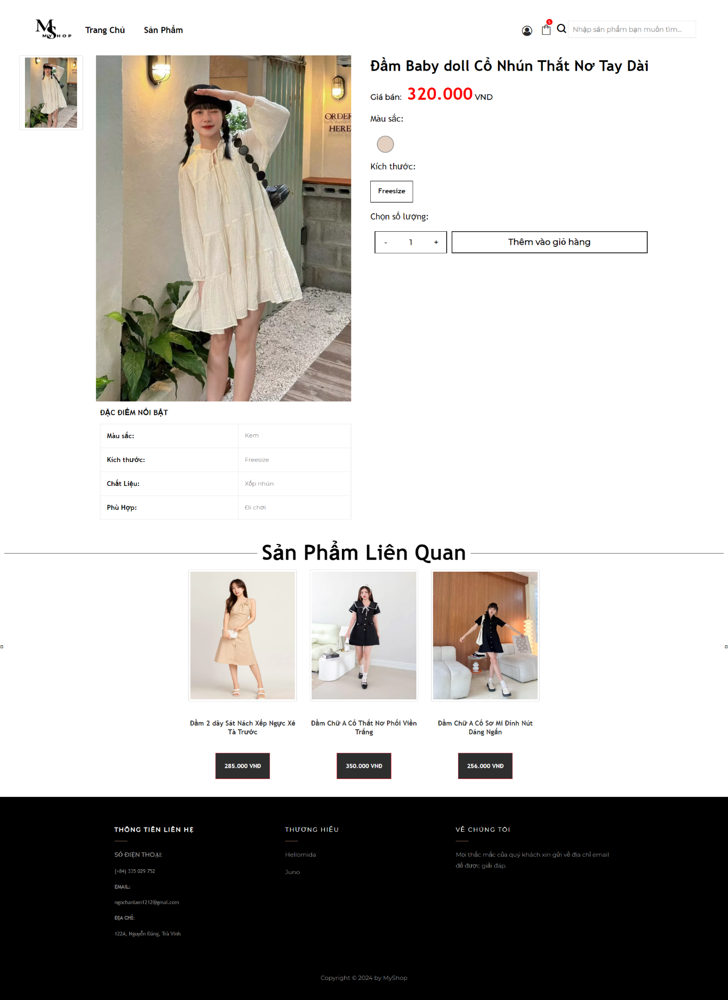 MS
MYSHOP
Trang Chủ
Sản Phẩm
5
Nhập sản phẩm bạn muốn tìm...
ORDER
HERE
Đầm Baby doll Cổ Nhún Thắt Nơ Tay Dài
Giá bán: 320.000 VND
Màu sắc:
Kích thước:
Freesize
Chọn số lượng:
- 1 +
Thêm vào giỏ hàng
ĐẶC ĐIỂM NỔI BẬT
Màu sắc: Kem
Kích thước: Freesize
Chất Liệu: Xốp nhún
Phù Hợp: Đi chơi
Sản Phẩm Liên Quan
Đầm 2 dây Sát Nách Xếp Ngực Xẻ
Tà Trước
285.000 VNĐ
Đầm Chữ A Cổ Thắt Nơ Phối Viền
Trắng
350.000 VNĐ
Đầm Chữ A Cổ Sơ Mi Đính Nút
Dáng Ngắn
256.000 VNĐ
THÔNG TIÊN LIÊN HỆ
SỐ ĐIỆN THOẠI:
(+84) 335 029 752
EMAIL:
ngochanlam1212@gmal.com
ĐỊA CHỈ:
122A, Nguyễn Đáng, Trà Vinh
THƯƠNG HIỆU
Hellomida
Juno
VỀ CHÚNG TÔI
Mọi thắc mắc của quý khách xin gửi về địa chỉ email
để được giải đáp.
Copyright © 2024 by MyShop